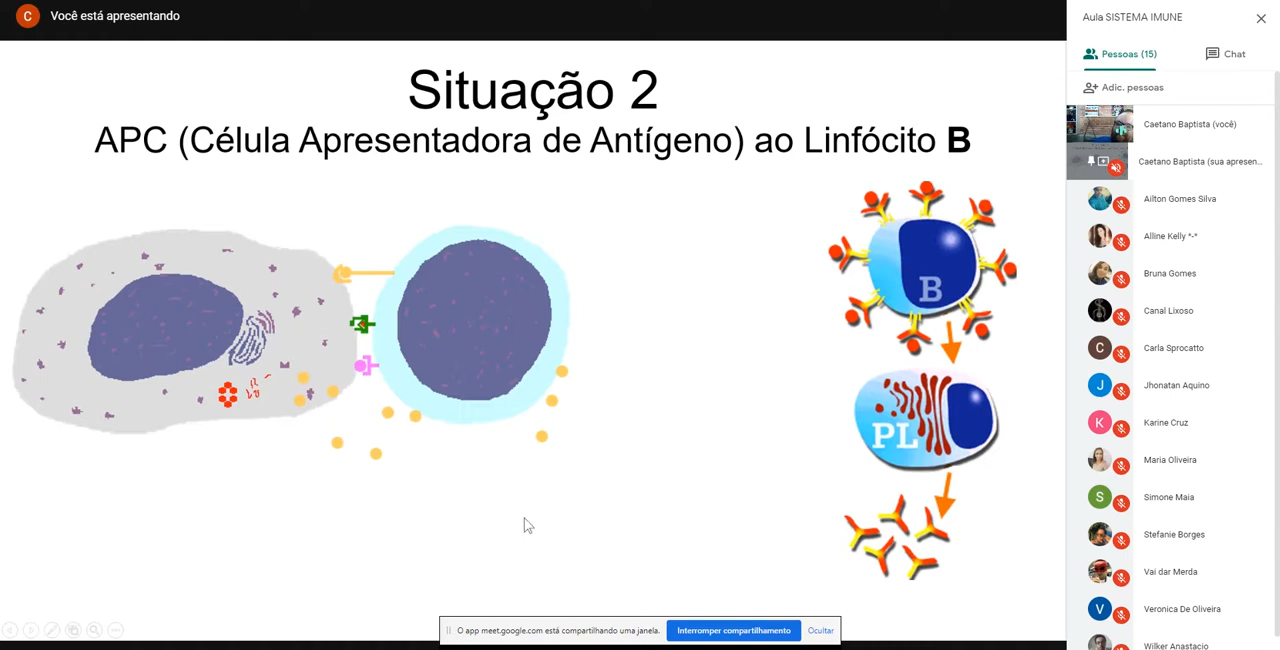 C
Você está apresentando
Situação 2
APC (Célula Apresentadora de Antígeno) ao Linfócito B
B
PL
O app meet.google.com está compartilhando uma janela.
Interromper compartilhamento
Ocultar
Aula SISTEMA IMUNE
Pessoas (15)
Chat
Adic. pessoas
Caetano Baptista (você)
Caetano Baptista (sua apresen...
Ailton Gomes Silva
Alline Kelly *-*
Bruna Gomes
Canal Lixoso
C
Carla Sprocatto
J
Jhonatan Aquino
K
Karine Cruz
Maria Oliveira
S
Simone Maia
Stefanie Borges
Vai dar Merda
V
Veronica De Oliveira
Wilker Anastacio